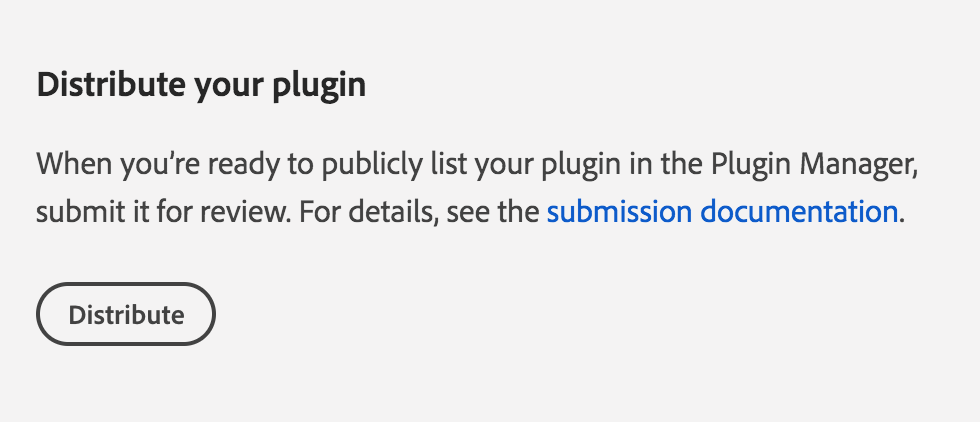 Distribute your plugin
When you’re ready to publicly list your plugin in the Plugin Manager,
submit it for review. For details, see the submission documentation.
Distribute